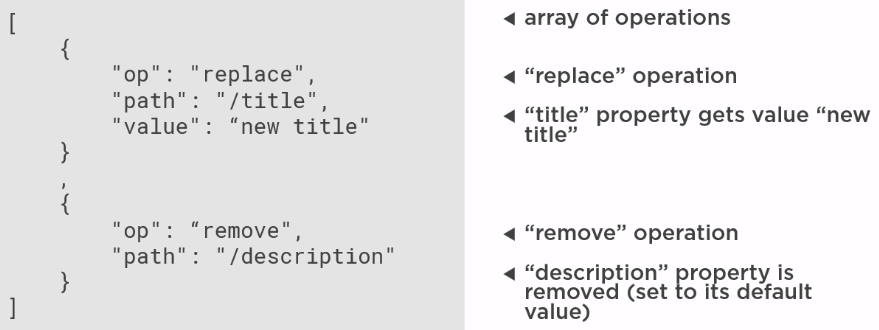 [
{
"op": "replace",
"path": "/title",
"value": “new title"
}
,
{
"op": “remove",
"path": "/description"
}
]
◀ array of operations
◀ “replace” operation
◀ “title” property gets value “new
title”
◀ “remove” operation
◀ “description” property is
removed (set to its default
value)